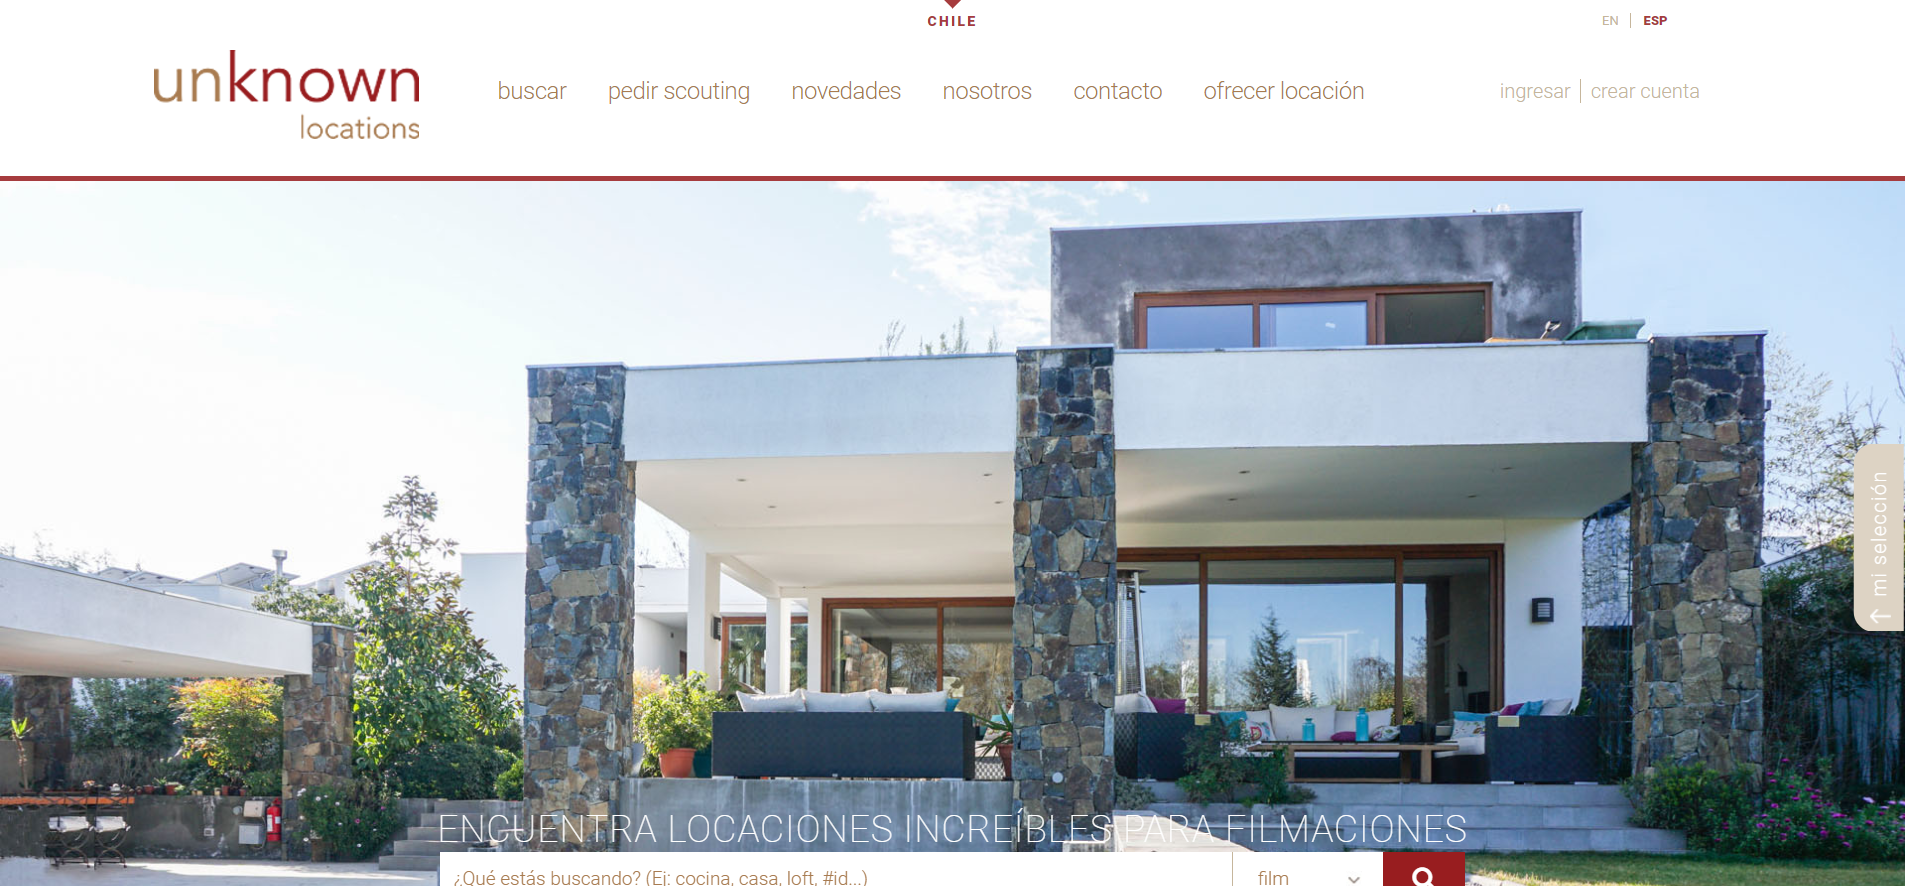 CHILE
EN | ESP
unknown
locations
buscar pedir scouting novedades nosotros contacto ofrecer locación
ingresar | crear cuenta
mi selección
ENCUENTRA LOCACIONES INCREÍBLES PARA FILMACIONES
¿Qué estás buscando? (Ej: cocina, casa, loft, #id...) film